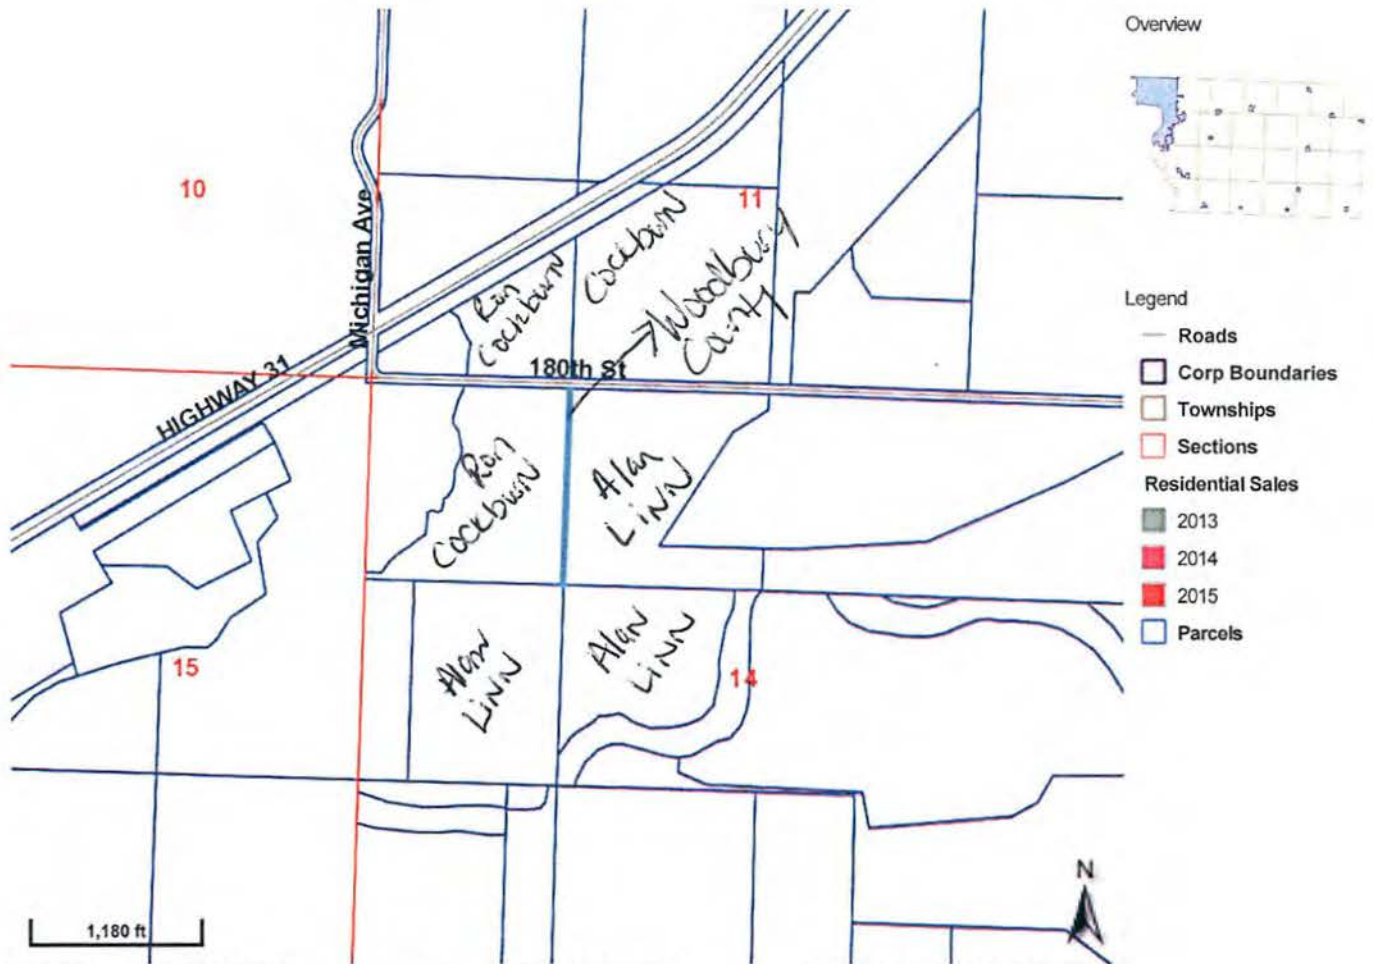 Overview
10
11
Michigan Ave
Ron
Cockburn
Cockburn
Woodbury
County
Legend
Roads
Corp Boundaries
Townships
Sections
Residential Sales
2013
2014
2015
Parcels
180th St
HIGHWAY 31
Ron
Cockburn
Alan
LiNN
Alan
LiNN
Alan
LiNN
15
14
N
1,180 ft